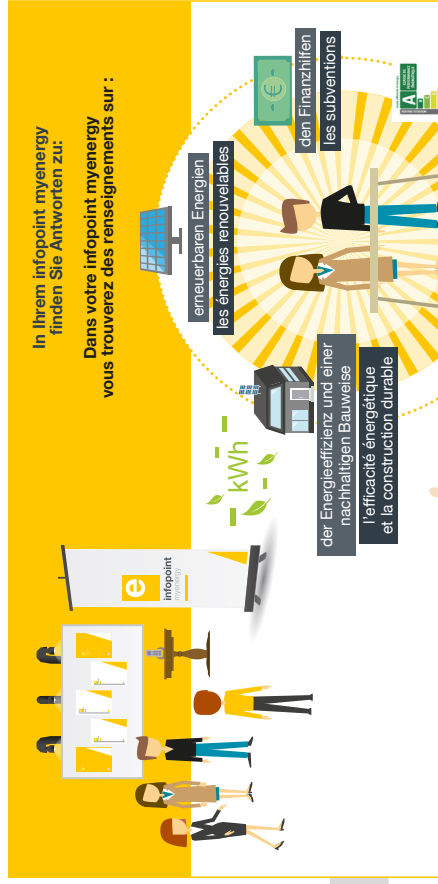 In Ihrem infopoint myenergy
finden Sie Antworten zu:
Dans votre infopoint myenergy
vous trouverez des renseignements sur :
e
infopoint
myenergy
kWh
der Energieeffizienz und einer
nachhaltigen Bauweise
l'efficacité énergétique
et la construction durable
erneuerbaren Energien
les énergies renouvelables
den Finanzhilfen
les subventions
A